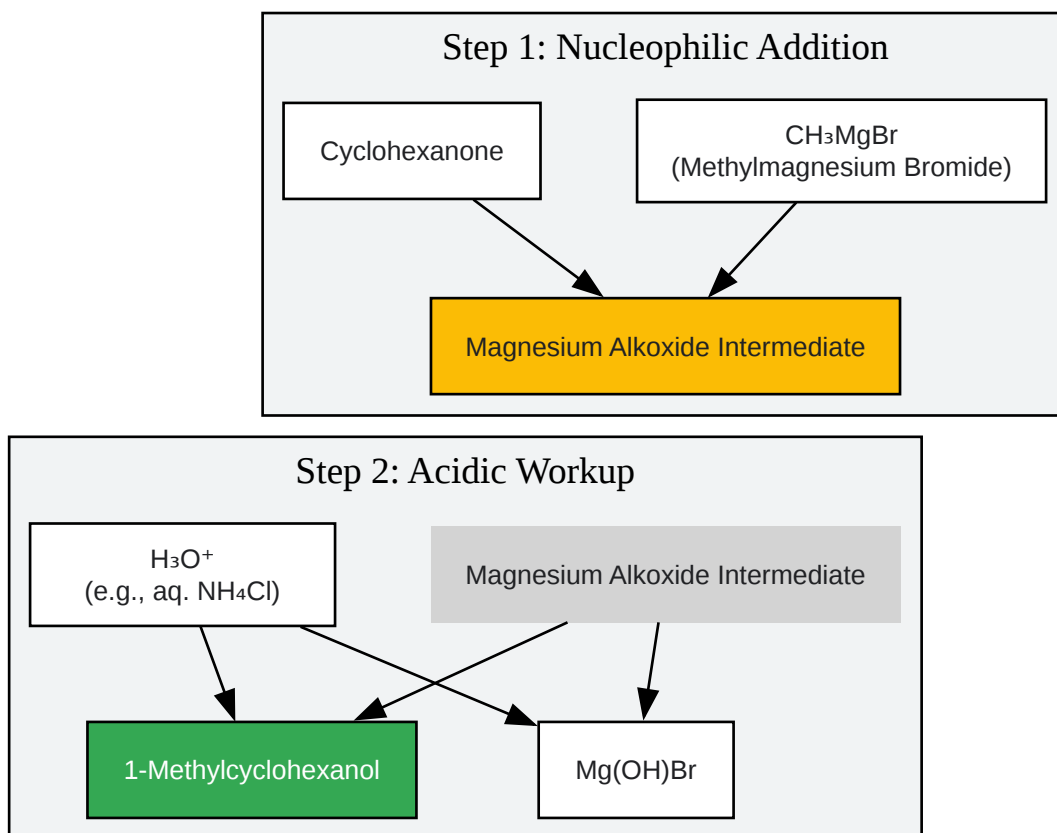 Step 1: Nucleophilic Addition
Cyclohexanone
CH₃MgBr
(Methylmagnesium Bromide)
Magnesium Alkoxide Intermediate
Step 2: Acidic Workup
H₃O⁺
(e.g., aq. NH₄Cl)
Magnesium Alkoxide Intermediate
1-Methylcyclohexanol
Mg(OH)Br